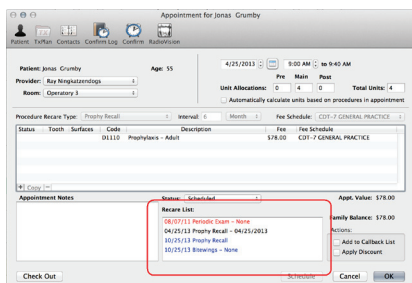 Appointment for Jonas Grumby
Patient TxPlan Contacts Confirm Log Confirm RadioVision
Patient: Jonas Grumby Age: 55
Provider: Ray Ningkatzendogs
Room: Operatory 3
4/25/2013 9:00 AM to 9:40 AM
Pre Main Post
Unit Allocations: 0 4 0 Total Units: 4
Automatically calculate units based on procedures in appointment
Procedure Recare Type: Prophy Recall Interval: 6 Month Fee Schedule: CDT-7 GENERAL PRACTICE
Status Tooth Surfaces Code Description Fee Fee Schedule
D1110 Prophylaxis - Adult $78.00 CDT-7 GENERAL PRACTICE
+ Copy -
Appointment Notes Status: Scheduled Appt. Value: $78.00
Recare List:
08/07/11 Periodic Exam - None
04/25/13 Prophy Recall - 04/25/2013
10/25/13 Prophy Recall
10/25/13 Bitewings - None
Family Balance: $78.00
Actions:
Add to Callback List
Apply Discount
Check Out Schedule Cancel OK